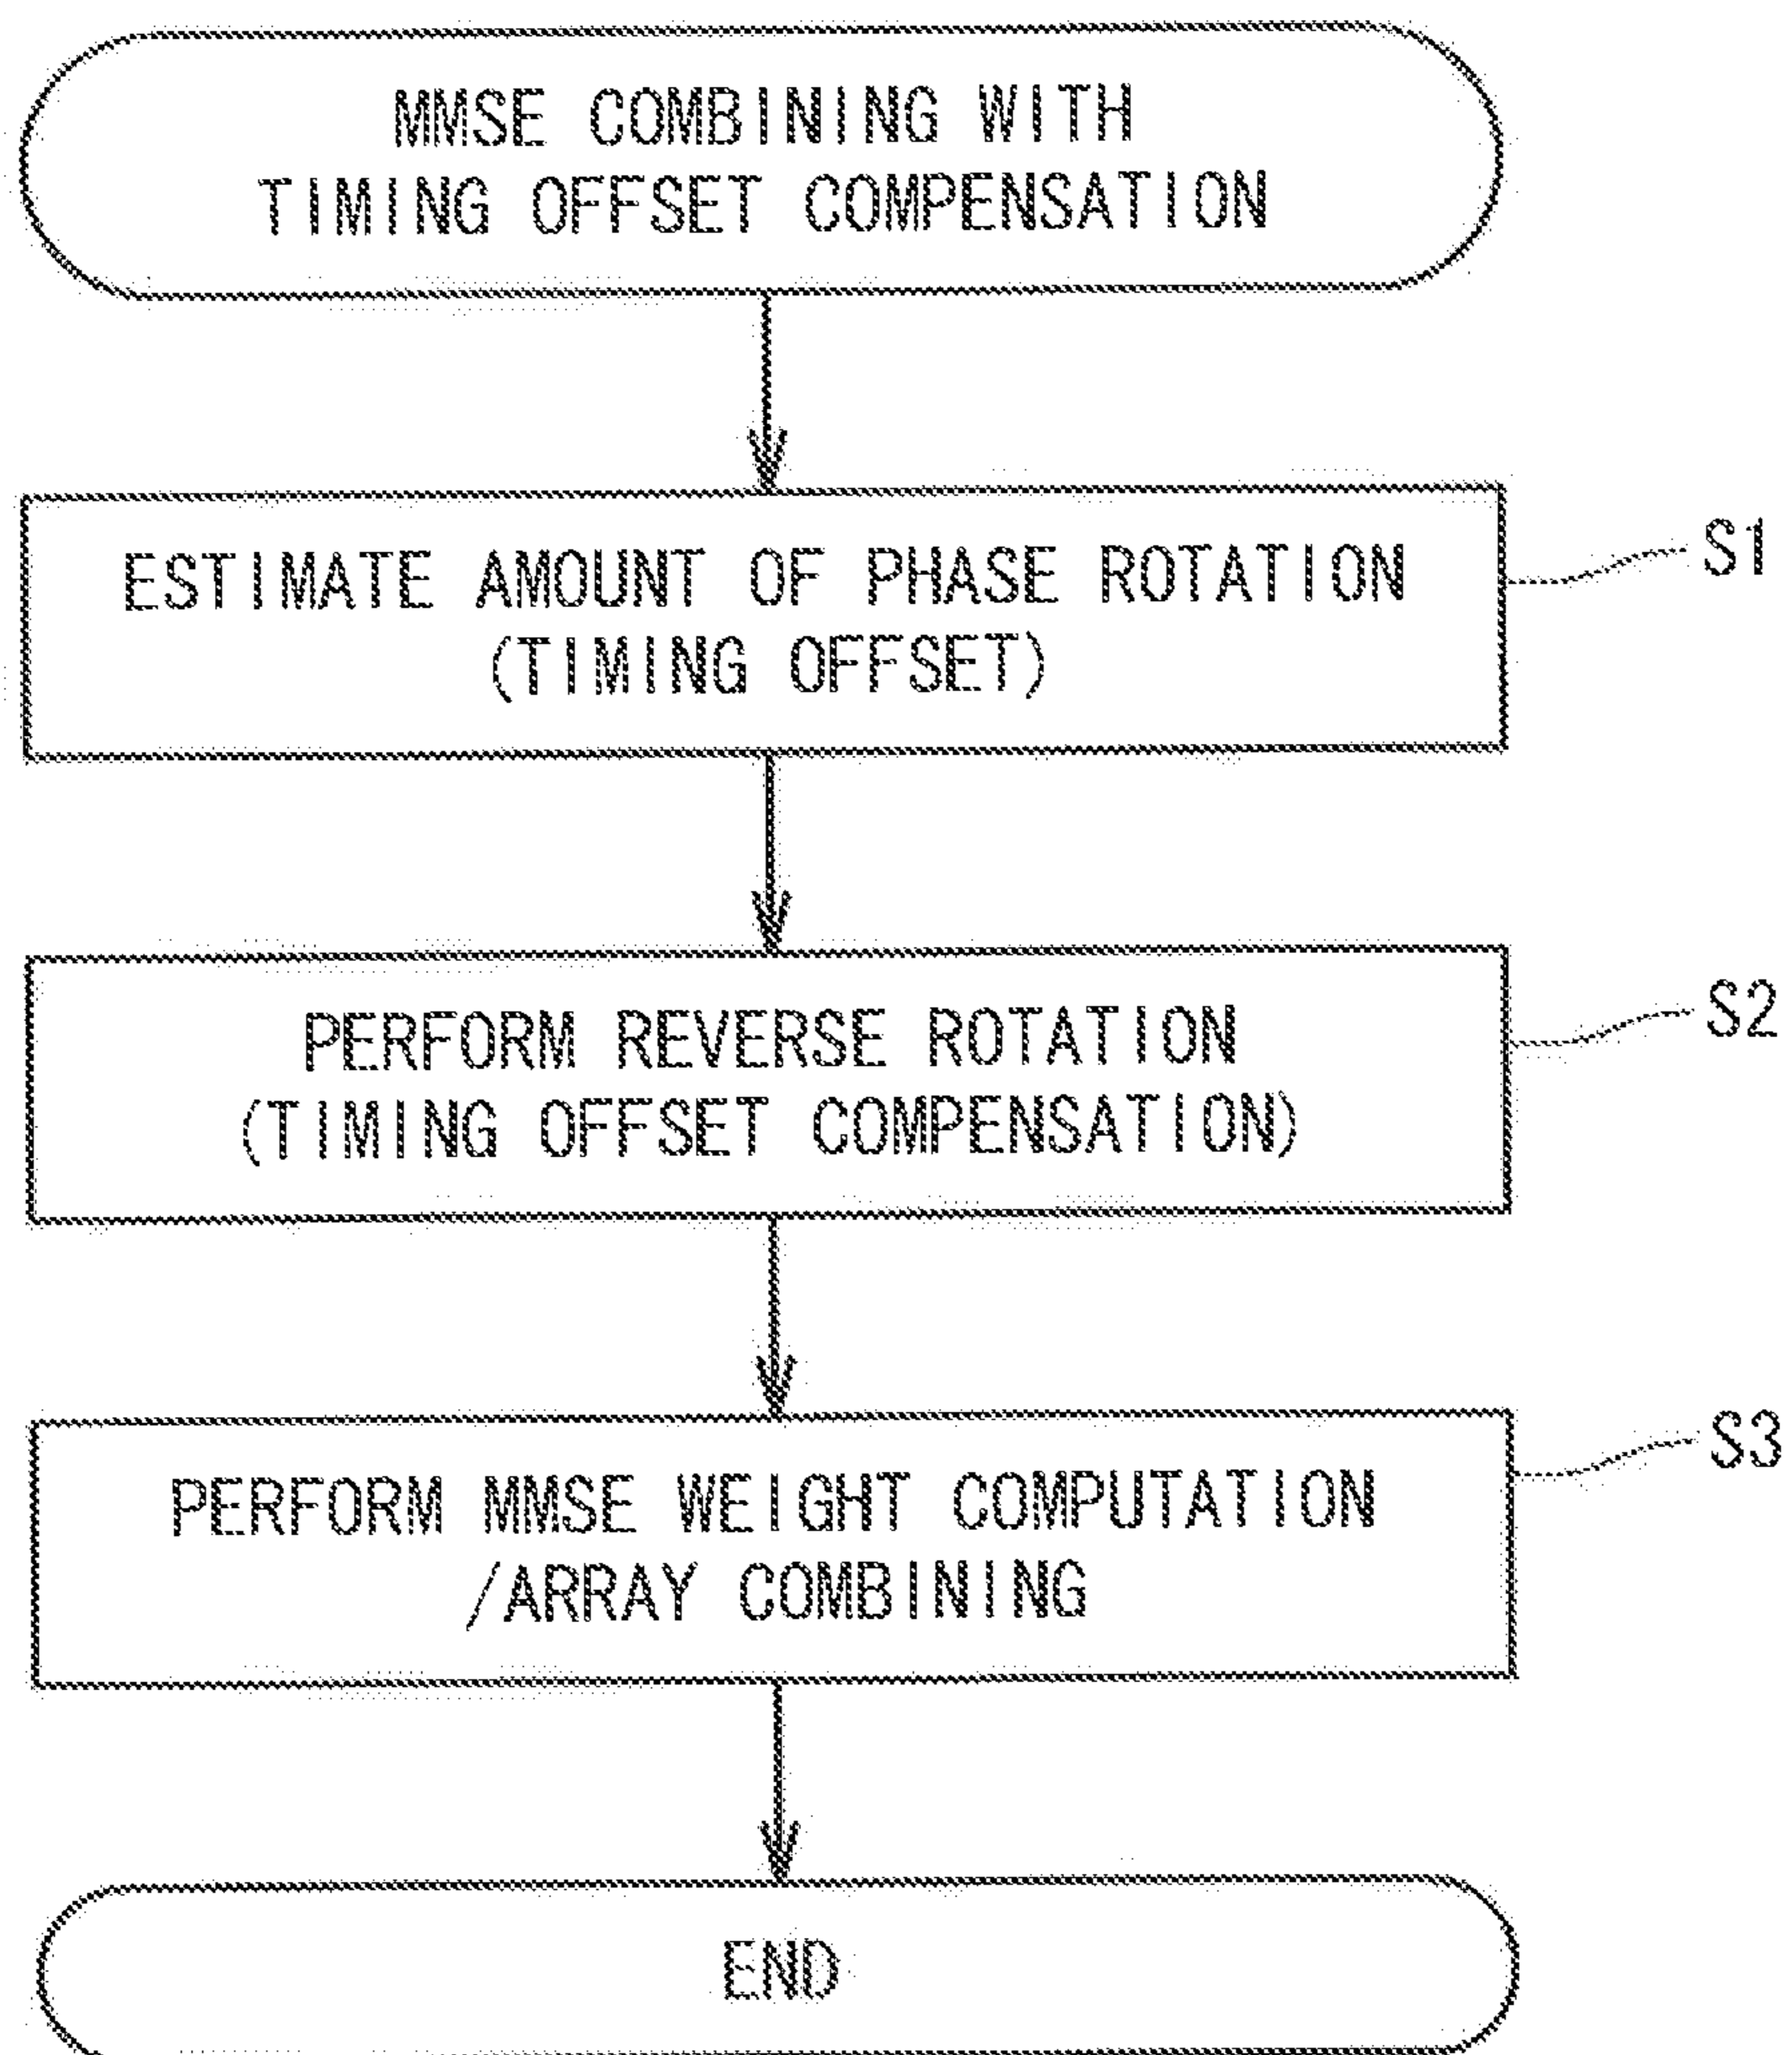 MMSE COMBINING WITH
TIMING OFFSET COMPENSATION
ESTIMATE AMOUNT OF PHASE ROTATION
(TIMING OFFSET)
S1
PERFORM REVERSE ROTATION
(TIMING OFFSET COMPENSATION)
S2
PERFORM MMSE WEIGHT COMPUTATION
/ARRAY COMBINING
S3
END